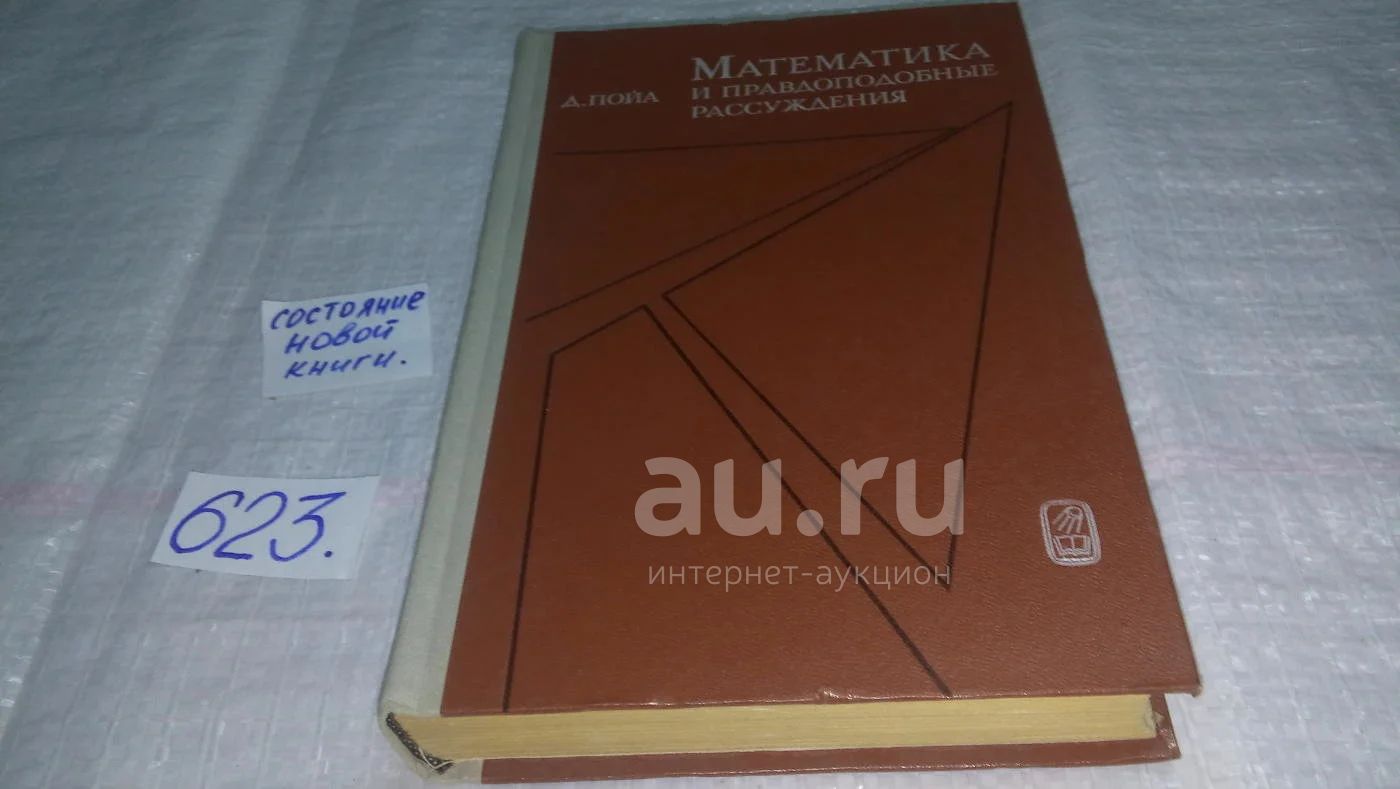 Д. ПОЙА
МАТЕМАТИКА
И ПРАВДОПОДОБНЫЕ
РАССУЖДЕНИЯ
состояние
новой
книги.
623.
au.ru
интернет-аукцион